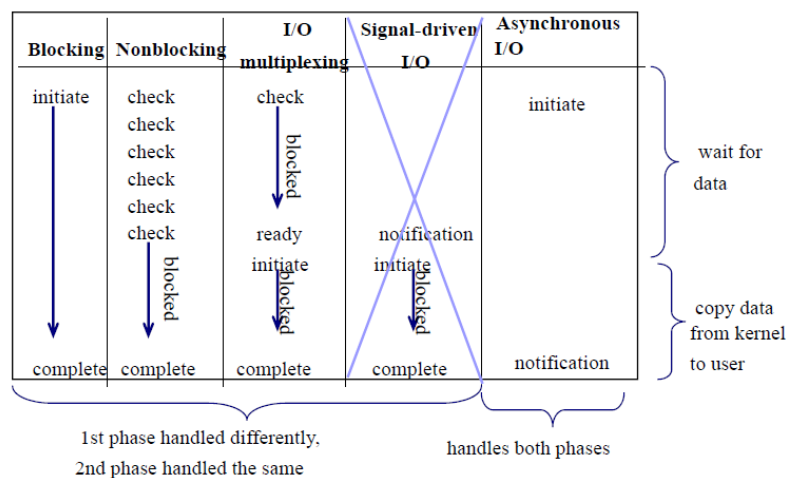 Blocking
Nonblocking
I/O
multiplexing
Signal-driven
I/O
Asynchronous
I/O
initiate
complete
check
check
check
check
check
check
blocked
complete
check
blocked
ready
initiate
blocked
complete
notification
initiate
blocked
complete
initiate
notification
wait for
data
copy data
from kernel
to user
1st phase handled differently,
2nd phase handled the same
handles both phases